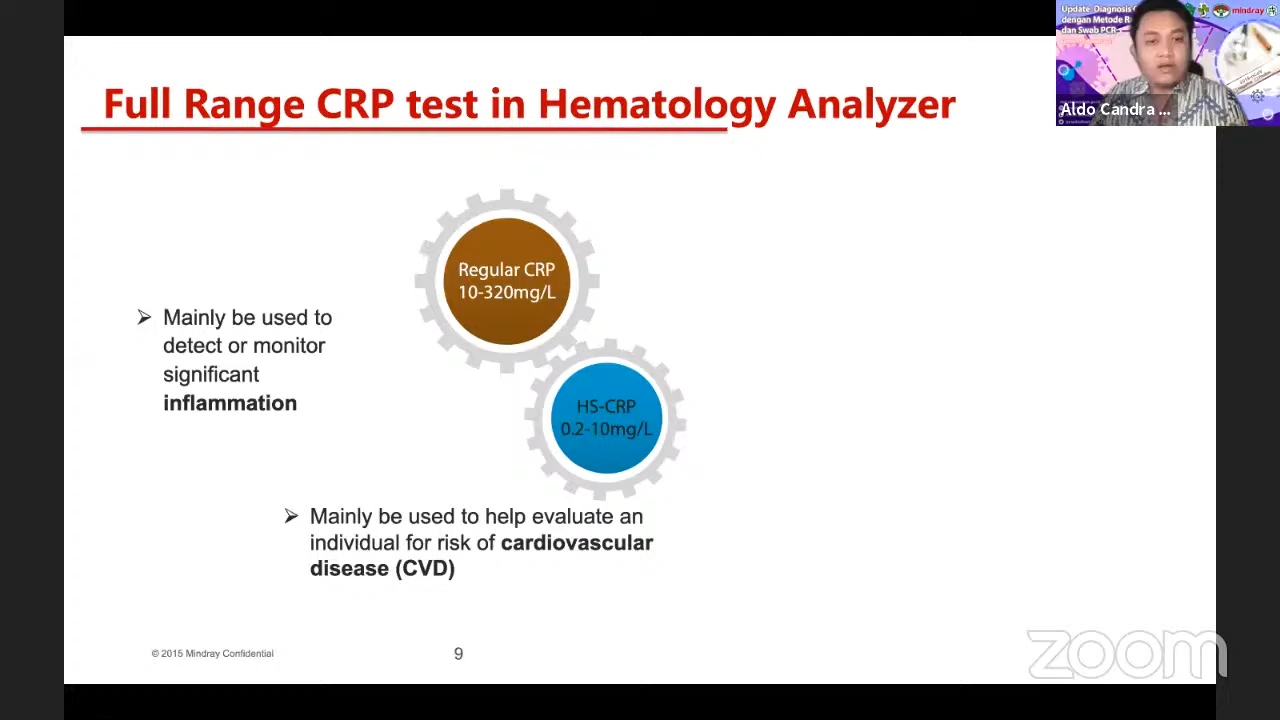 Full Range CRP test in Hematology Analyzer
Update Diagnosis
dengan Metode
dan Swab PCR
mindray
Aldo Candra ...
Regular CRP
10-320mg/L
➢ Mainly be used to
detect or monitor
significant
inflammation
HS-CRP
0.2-10mg/L
➢ Mainly be used to help evaluate an
individual for risk of cardiovascular
disease (CVD)
© 2015 Mindray Confidential
9
zoom